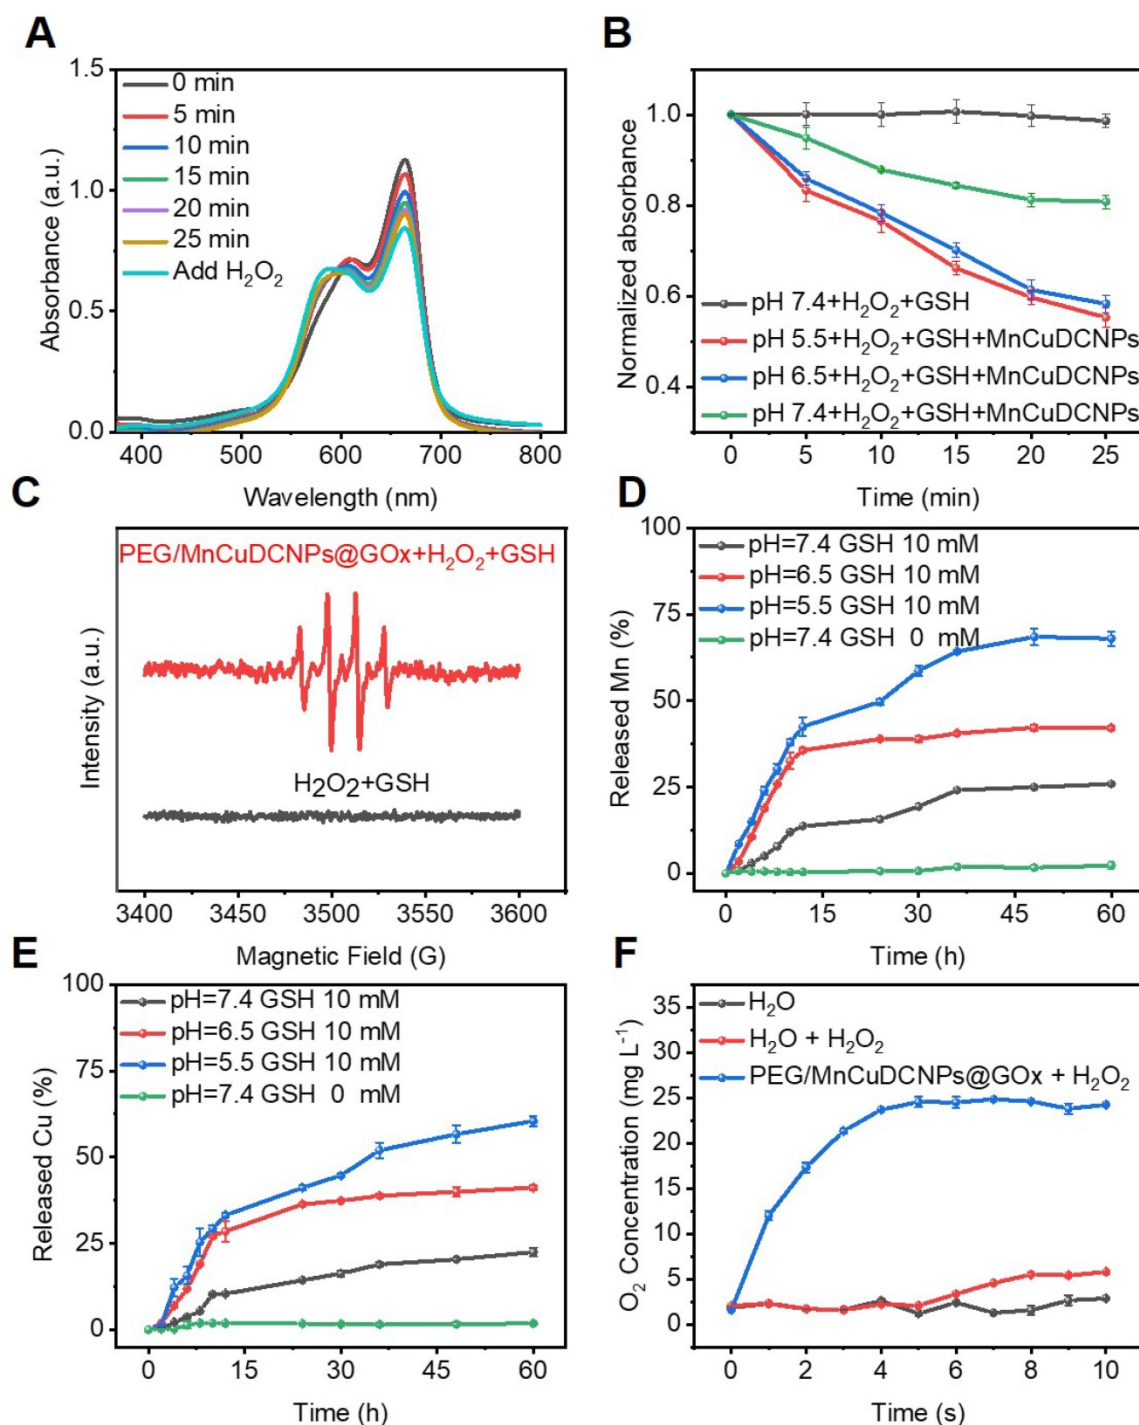 A
1.5
1.0
0.5
0.0
Absorbance (a.u.)
0 min
5 min
10 min
15 min
20 min
25 min
Add H₂O₂
400 500 600 700 800
Wavelength (nm)
B
1.0
0.8
0.6
0.4
Normalized absorbance
pH 7.4+H₂O₂+GSH
pH 5.5+H₂O₂+GSH+MnCuDCNPs
pH 6.5+H₂O₂+GSH+MnCuDCNPs
pH 7.4+H₂O₂+GSH+MnCuDCNPs
0 5 10 15 20 25
Time (min)
C
Intensity (a.u.)
PEG/MnCuDCNPs@GOx+H₂O₂+GSH
H₂O₂+GSH
3400 3450 3500 3550 3600
Magnetic Field (G)
D
100
75
50
25
0
Released Mn (%)
pH=7.4 GSH 10 mM
pH=6.5 GSH 10 mM
pH=5.5 GSH 10 mM
pH=7.4 GSH 0 mM
0 15 30 45 60
Time (h)
E
100
75
50
25
0
Released Cu (%)
pH=7.4 GSH 10 mM
pH=6.5 GSH 10 mM
pH=5.5 GSH 10 mM
pH=7.4 GSH 0 mM
0 15 30 45 60
Time (h)
F
35
30
25
20
15
10
5
0
O₂ Concentration (mg L⁻¹)
H₂O
H₂O + H₂O₂
PEG/MnCuDCNPs@GOx + H₂O₂
0 2 4 6 8 10
Time (s)